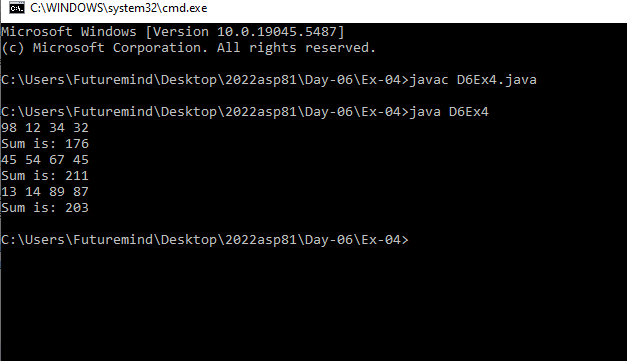 C:\WINDOWS\system32\cmd.exe
Microsoft Windows [Version 10.0.19045.5487]
(c) Microsoft Corporation. All rights reserved.
C:\Users\Futuremind\Desktop\2022asp81\Day-06\Ex-04>javac D6Ex4.java
C:\Users\Futuremind\Desktop\2022asp81\Day-06\Ex-04>java D6Ex4
98 12 34 32
Sum is: 176
45 54 67 45
Sum is: 211
13 14 89 87
Sum is: 203
C:\Users\Futuremind\Desktop\2022asp81\Day-06\Ex-04>